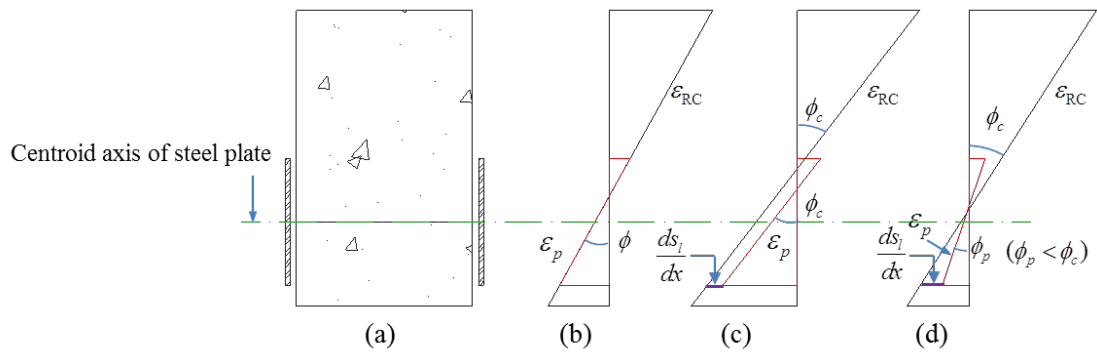 Centroid axis of steel plate
ε_RC
ε_p
ϕ
(a)
(b)
ϕ_c
ε_RC
ϕ_c
ε_p
ds_l
dx
(c)
ϕ_c
ε_RC
ε_p
ds_l
dx
ϕ_p (ϕ_p < ϕ_c)
(d)